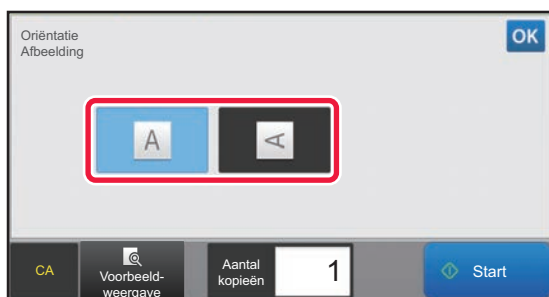 Oriëntatie
Afbeelding
OK
A
A
CA
Voorbeeld-
weergave
Aantal
kopieën
1
Start